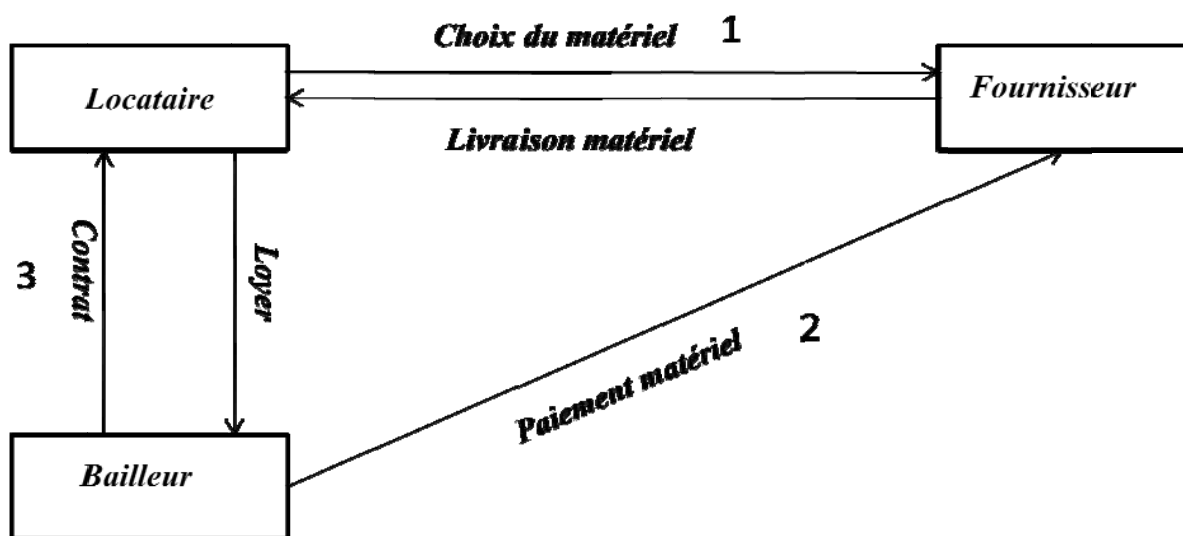 Choix du matériel 1
Locataire
Fournisseur
Livraison matériel
3
Contrat
Loyer
Paiement matériel
2
Bailleur